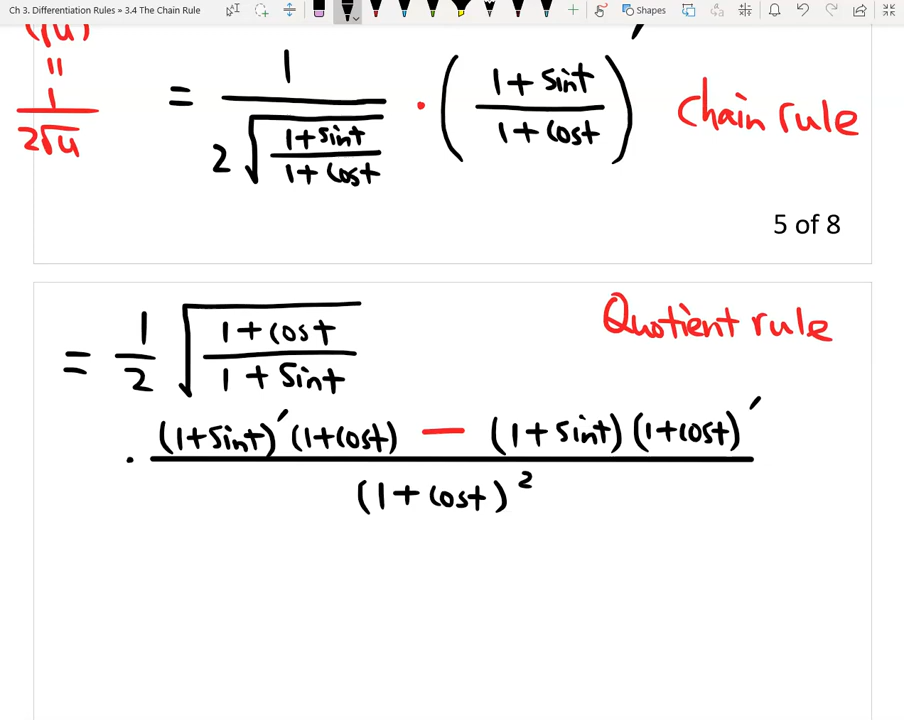 Ch 3. Differentiation Rules » 3.4 The Chain Rule Shapes
(√u)'
=
1
2√u
= 1 / (2 √((1+sint)/(1+cost))) · ((1+sint)/(1+cost))' Chain rule
5 of 8
= 1/2 √((1+cost)/(1+sint)) Quotient rule
· (1+sint)'(1+cost) − (1+sint)(1+cost)'
(1+cost)²